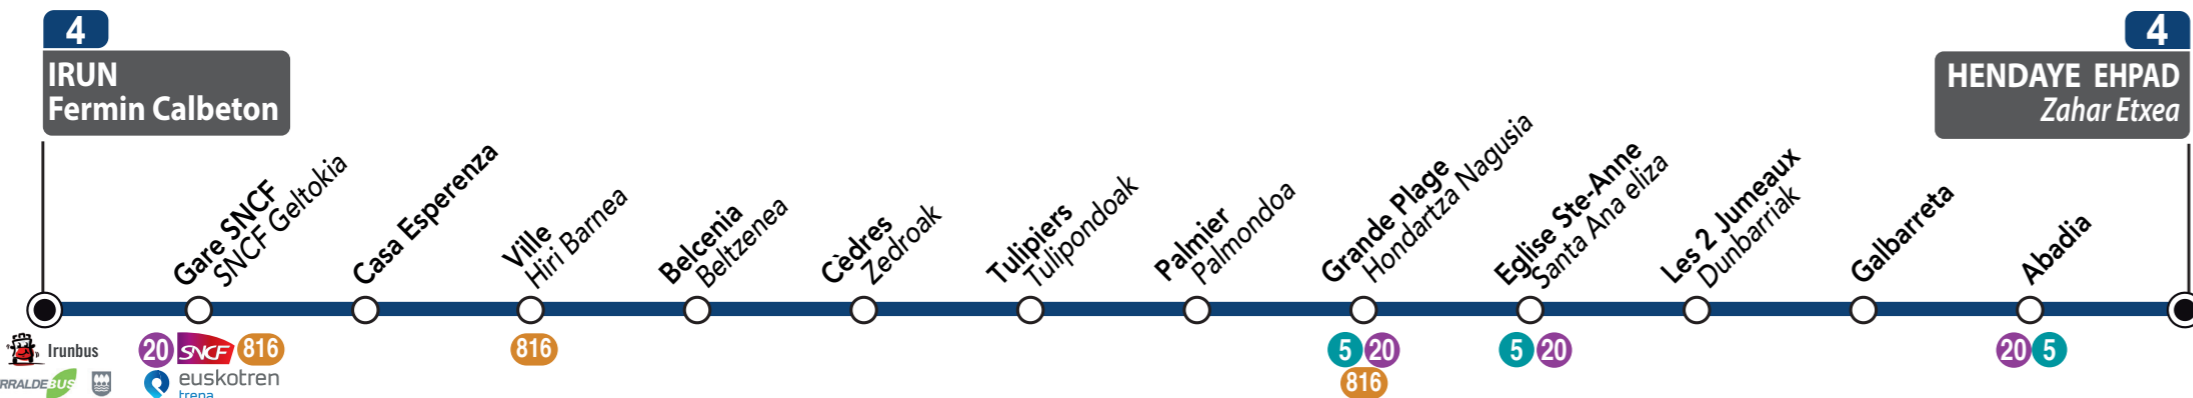 4
IRUN
Fermin Calbeton
4
HENDAYE EHPAD
Zahar Etxea
Gare SNCF
SNCF Geltokia
Casa Esperenza
Ville
Hiri Barnea
Belcenia
Beltzenea
Cèdres
Zedroak
Tulipiers
Tulipondoak
Palmier
Palmondoa
Grande Plage
Hondartza Nagusia
Eglise Ste-Anne
Santa Ana eliza
Les 2 Jumeaux
Dunbarriak
Galbarreta
Abadia
Irunbus
RRALDEBUS
20 SNCF 816
euskotren
trena
816
5 20
816
5 20
20 5